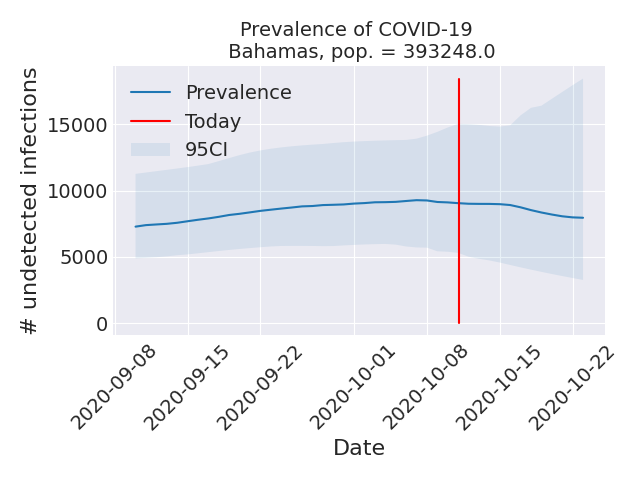 Prevalence of COVID-19
Bahamas, pop. = 393248.0
Prevalence
Today
95CI
# undetected infections
15000
10000
5000
0
2020-09-08
2020-09-15
2020-09-22
2020-10-01
2020-10-08
2020-10-15
2020-10-22
Date